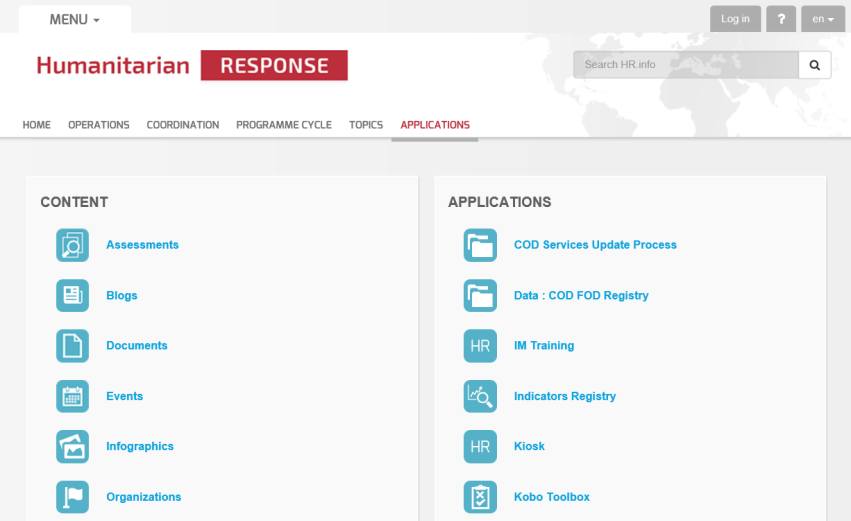 MENU
Log in
?
en
Humanitarian RESPONSE
Search HR.info
HOME OPERATIONS COORDINATION PROGRAMME CYCLE TOPICS APPLICATIONS
CONTENT
Assessments
Blogs
Documents
Events
Infographics
Organizations
APPLICATIONS
COD Services Update Process
Data : COD FOD Registry
HR IM Training
Indicators Registry
HR Kiosk
Kobo Toolbox